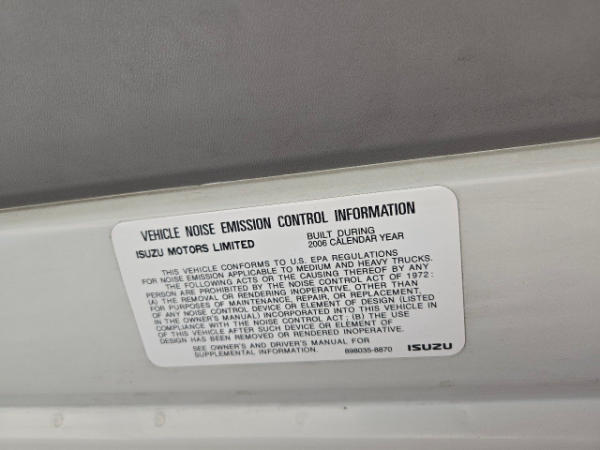 VEHICLE NOISE EMISSION CONTROL INFORMATION
ISUZU MOTORS LIMITED
BUILT DURING
2006 CALENDAR YEAR
THIS VEHICLE CONFORMS TO U.S. EPA REGULATIONS
FOR NOISE EMISSION APPLICABLE TO MEDIUM AND HEAVY TRUCKS.
THE FOLLOWING ACTS OR THE CAUSING THEREOF BY ANY
PERSON ARE PROHIBITED BY THE NOISE CONTROL ACT OF 1972:
(A) THE REMOVAL OR RENDERING INOPERATIVE, OTHER THAN
FOR PURPOSES OF MAINTENANCE, REPAIR, OR REPLACEMENT,
OF ANY NOISE CONTROL DEVICE OR ELEMENT OF DESIGN (LISTED
IN THE OWNER'S MANUAL) INCORPORATED INTO THIS VEHICLE IN
COMPLIANCE WITH THE NOISE CONTROL ACT; (B) THE USE
OF THIS VEHICLE AFTER SUCH DEVICE OR ELEMENT OF
DESIGN HAS BEEN REMOVED OR RENDERED INOPERATIVE.
SEE OWNER'S AND DRIVER'S MANUAL FOR
SUPPLEMENTAL INFORMATION.
898035-8870
ISUZU